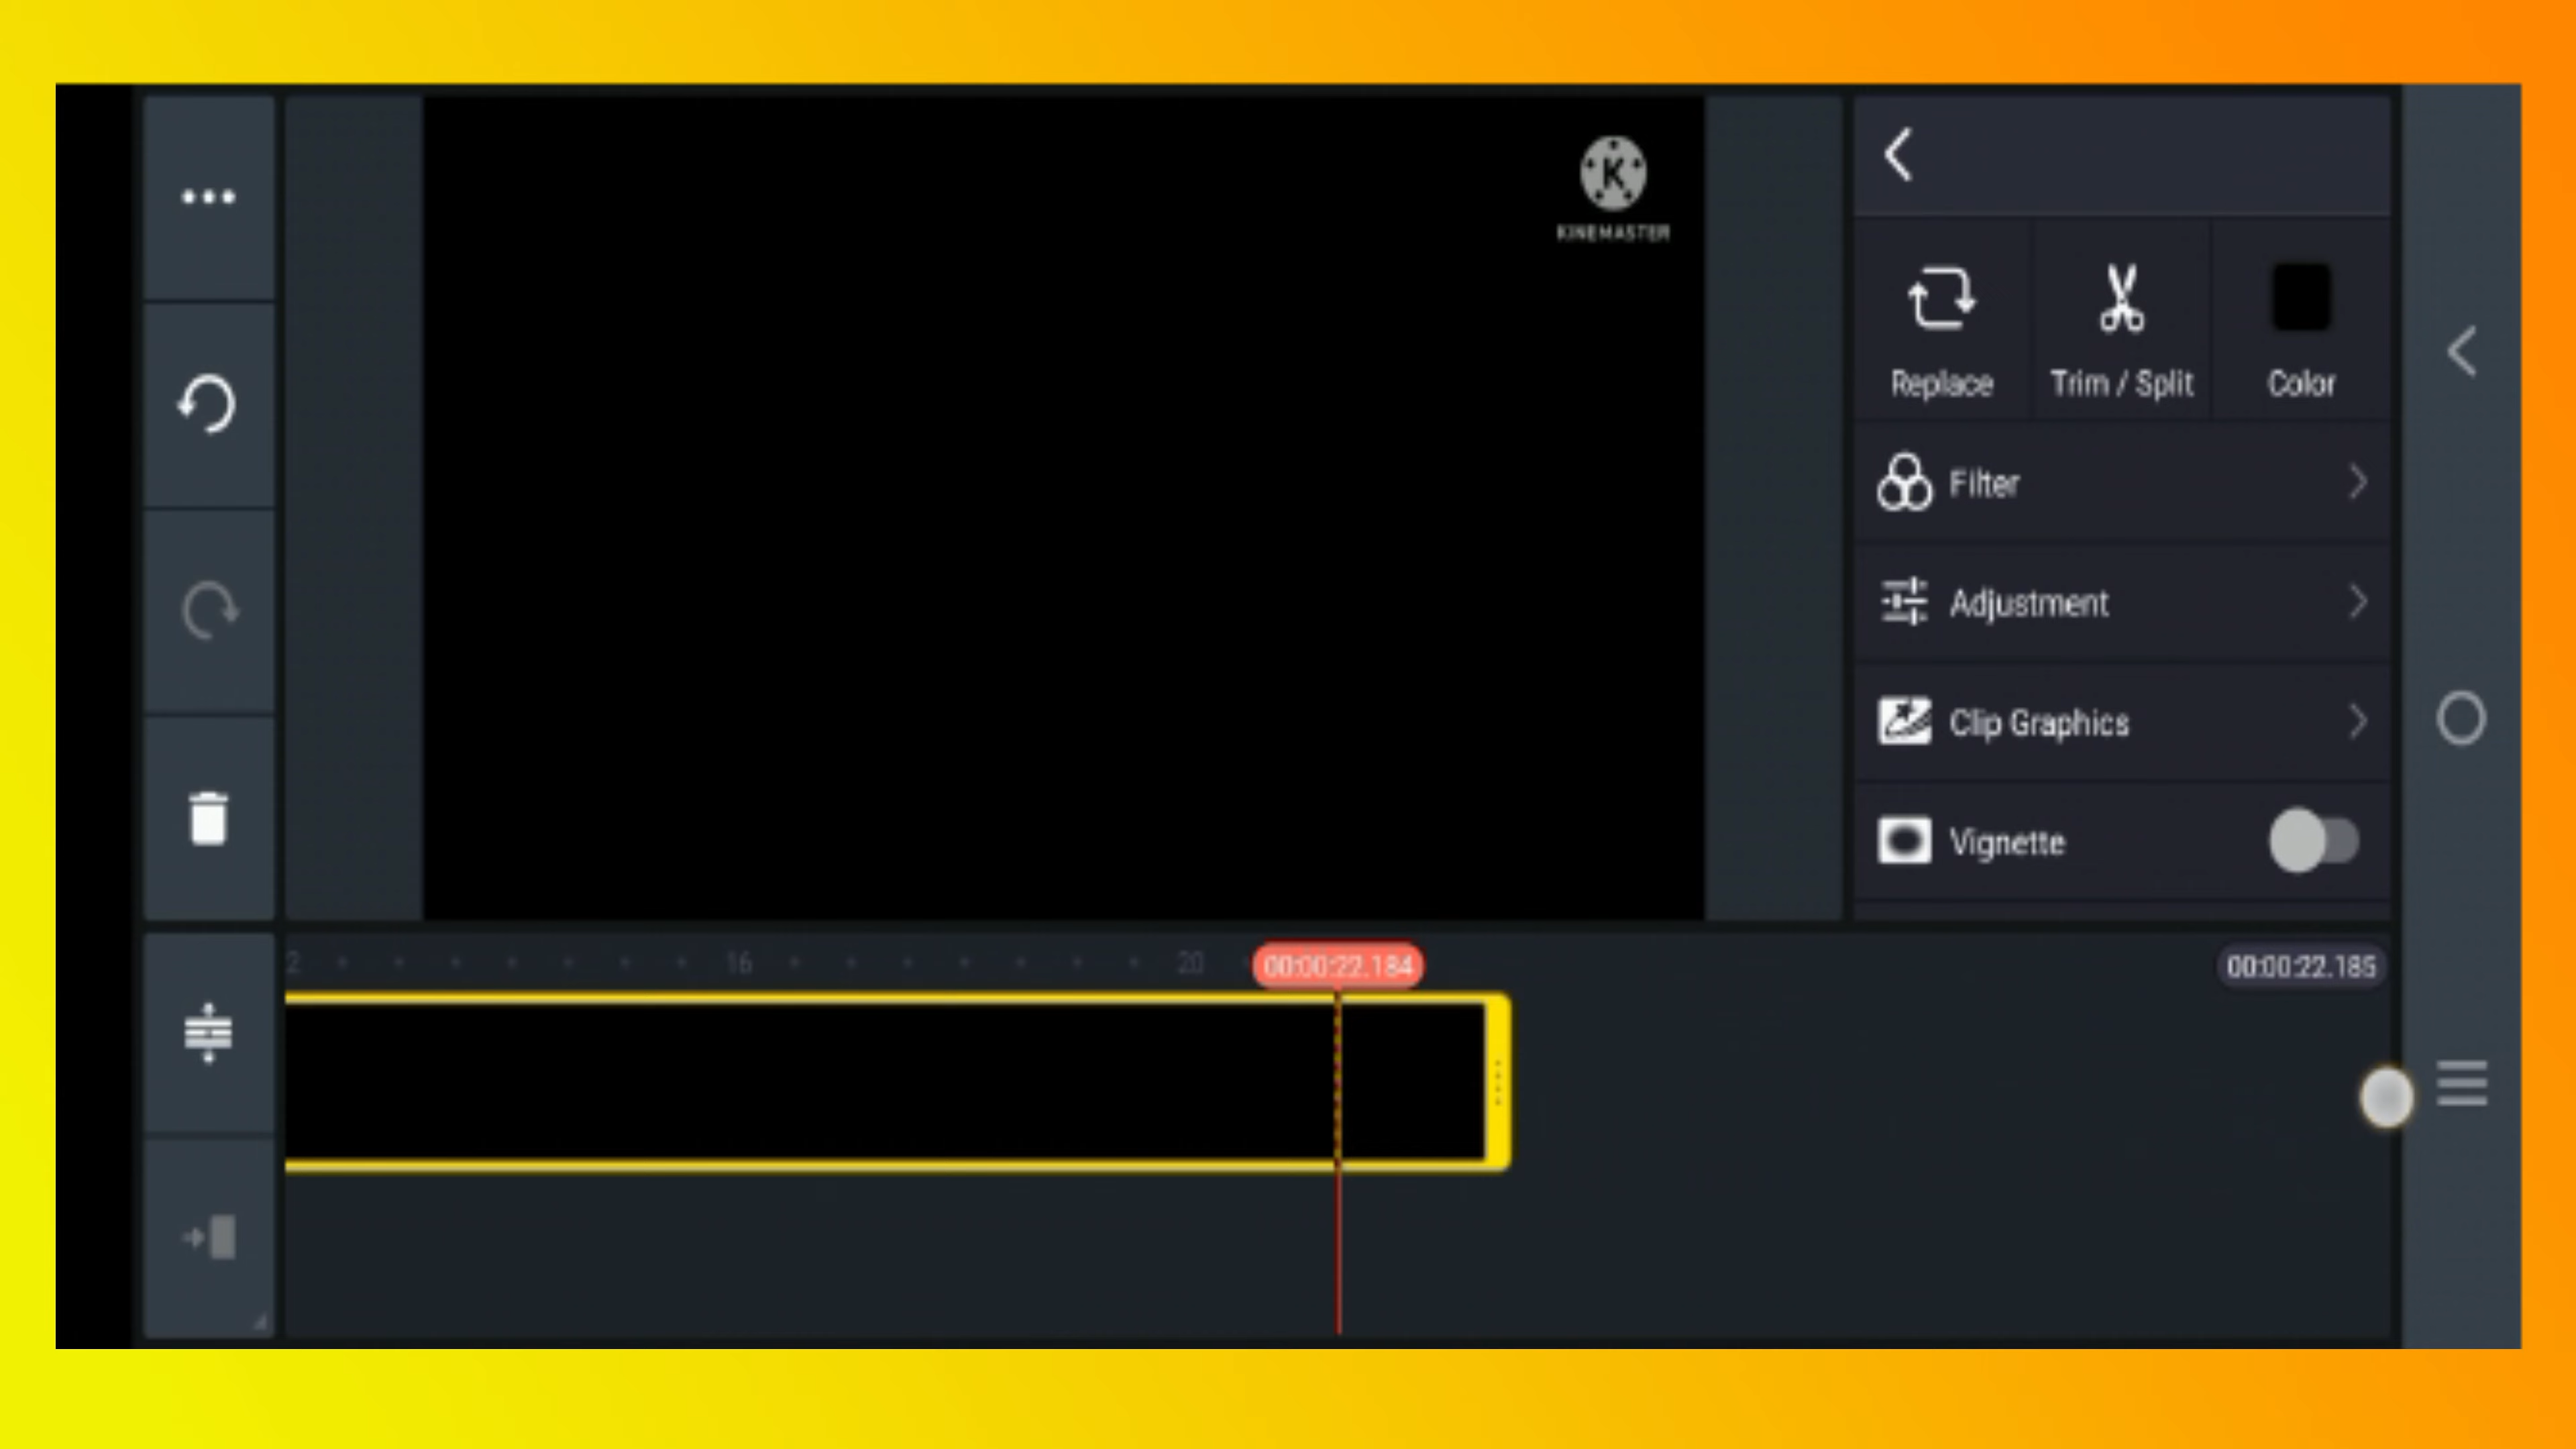 K
KINEMASTER
Replace
Trim / Split
Color
Filter
Adjustment
Clip Graphics
Vignette
2
16
20
00:00:22.184
00:00:22.185